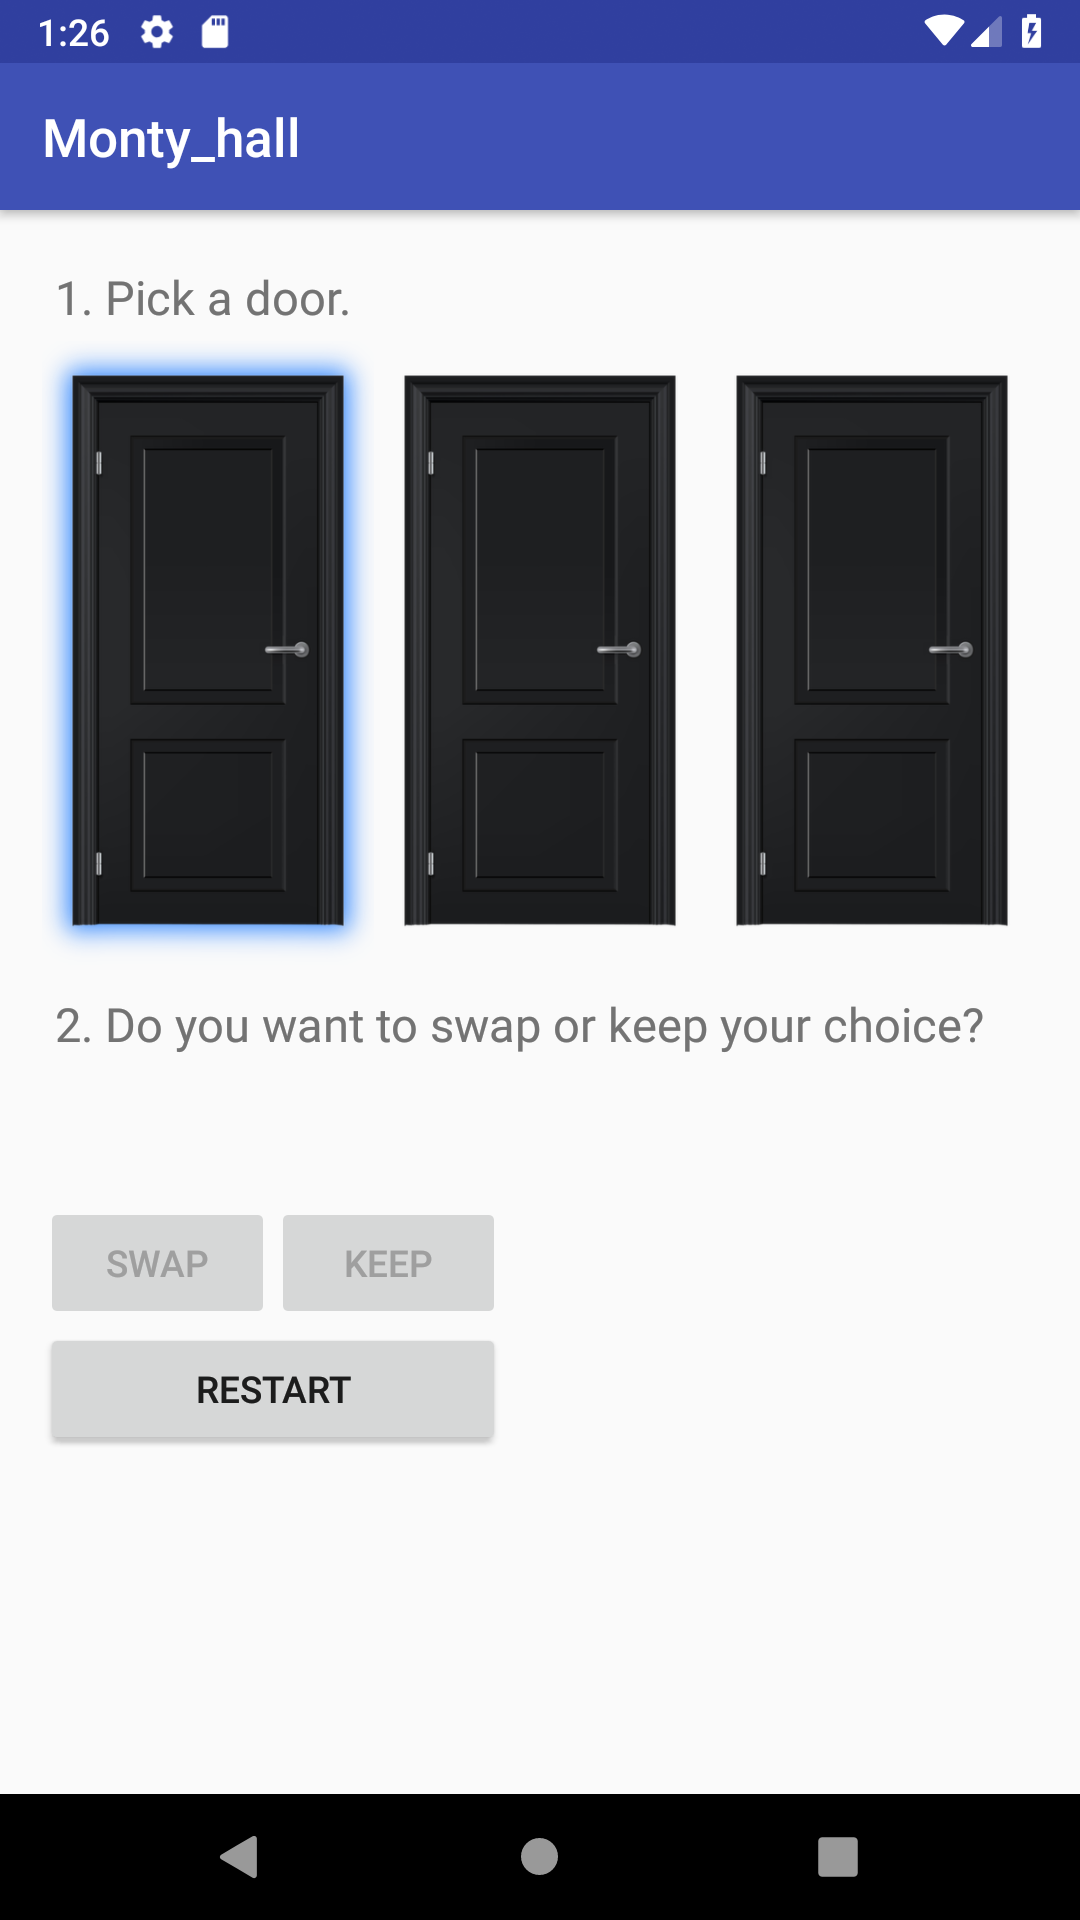 1:26
Monty_hall
1. Pick a door.
2. Do you want to swap or keep your choice?
SWAP KEEP
RESTART